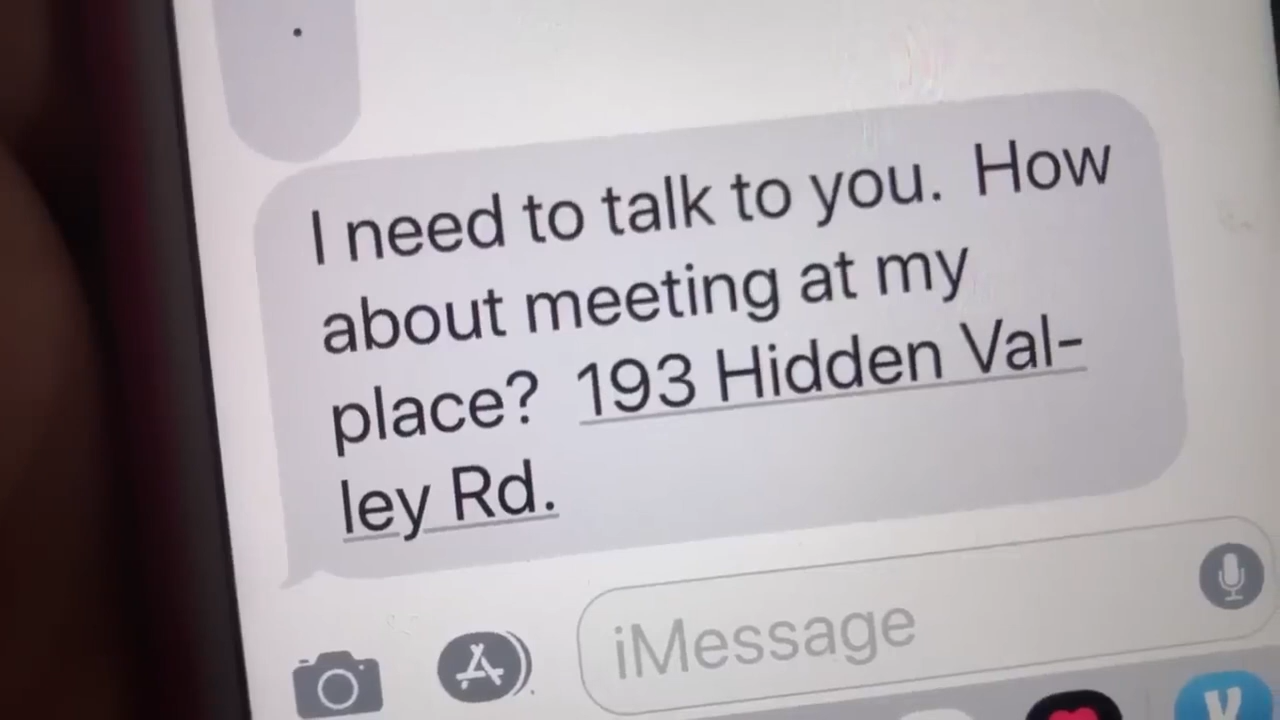 I need to talk to you. How
about meeting at my
place? 193 Hidden Val-
ley Rd.
iMessage